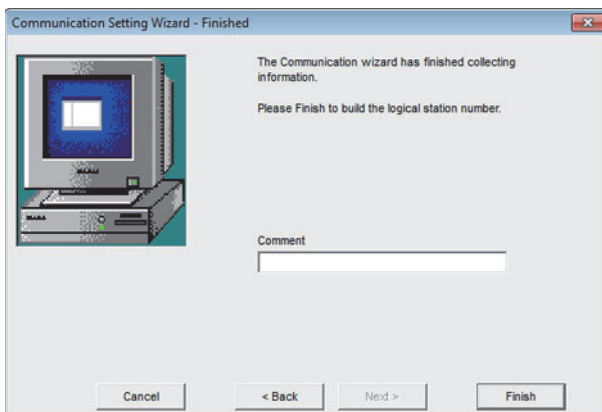 Communication Setting Wizard - Finished
The Communication wizard has finished collecting
information.
Please Finish to build the logical station number.
Comment
Cancel
< Back
Next >
Finish